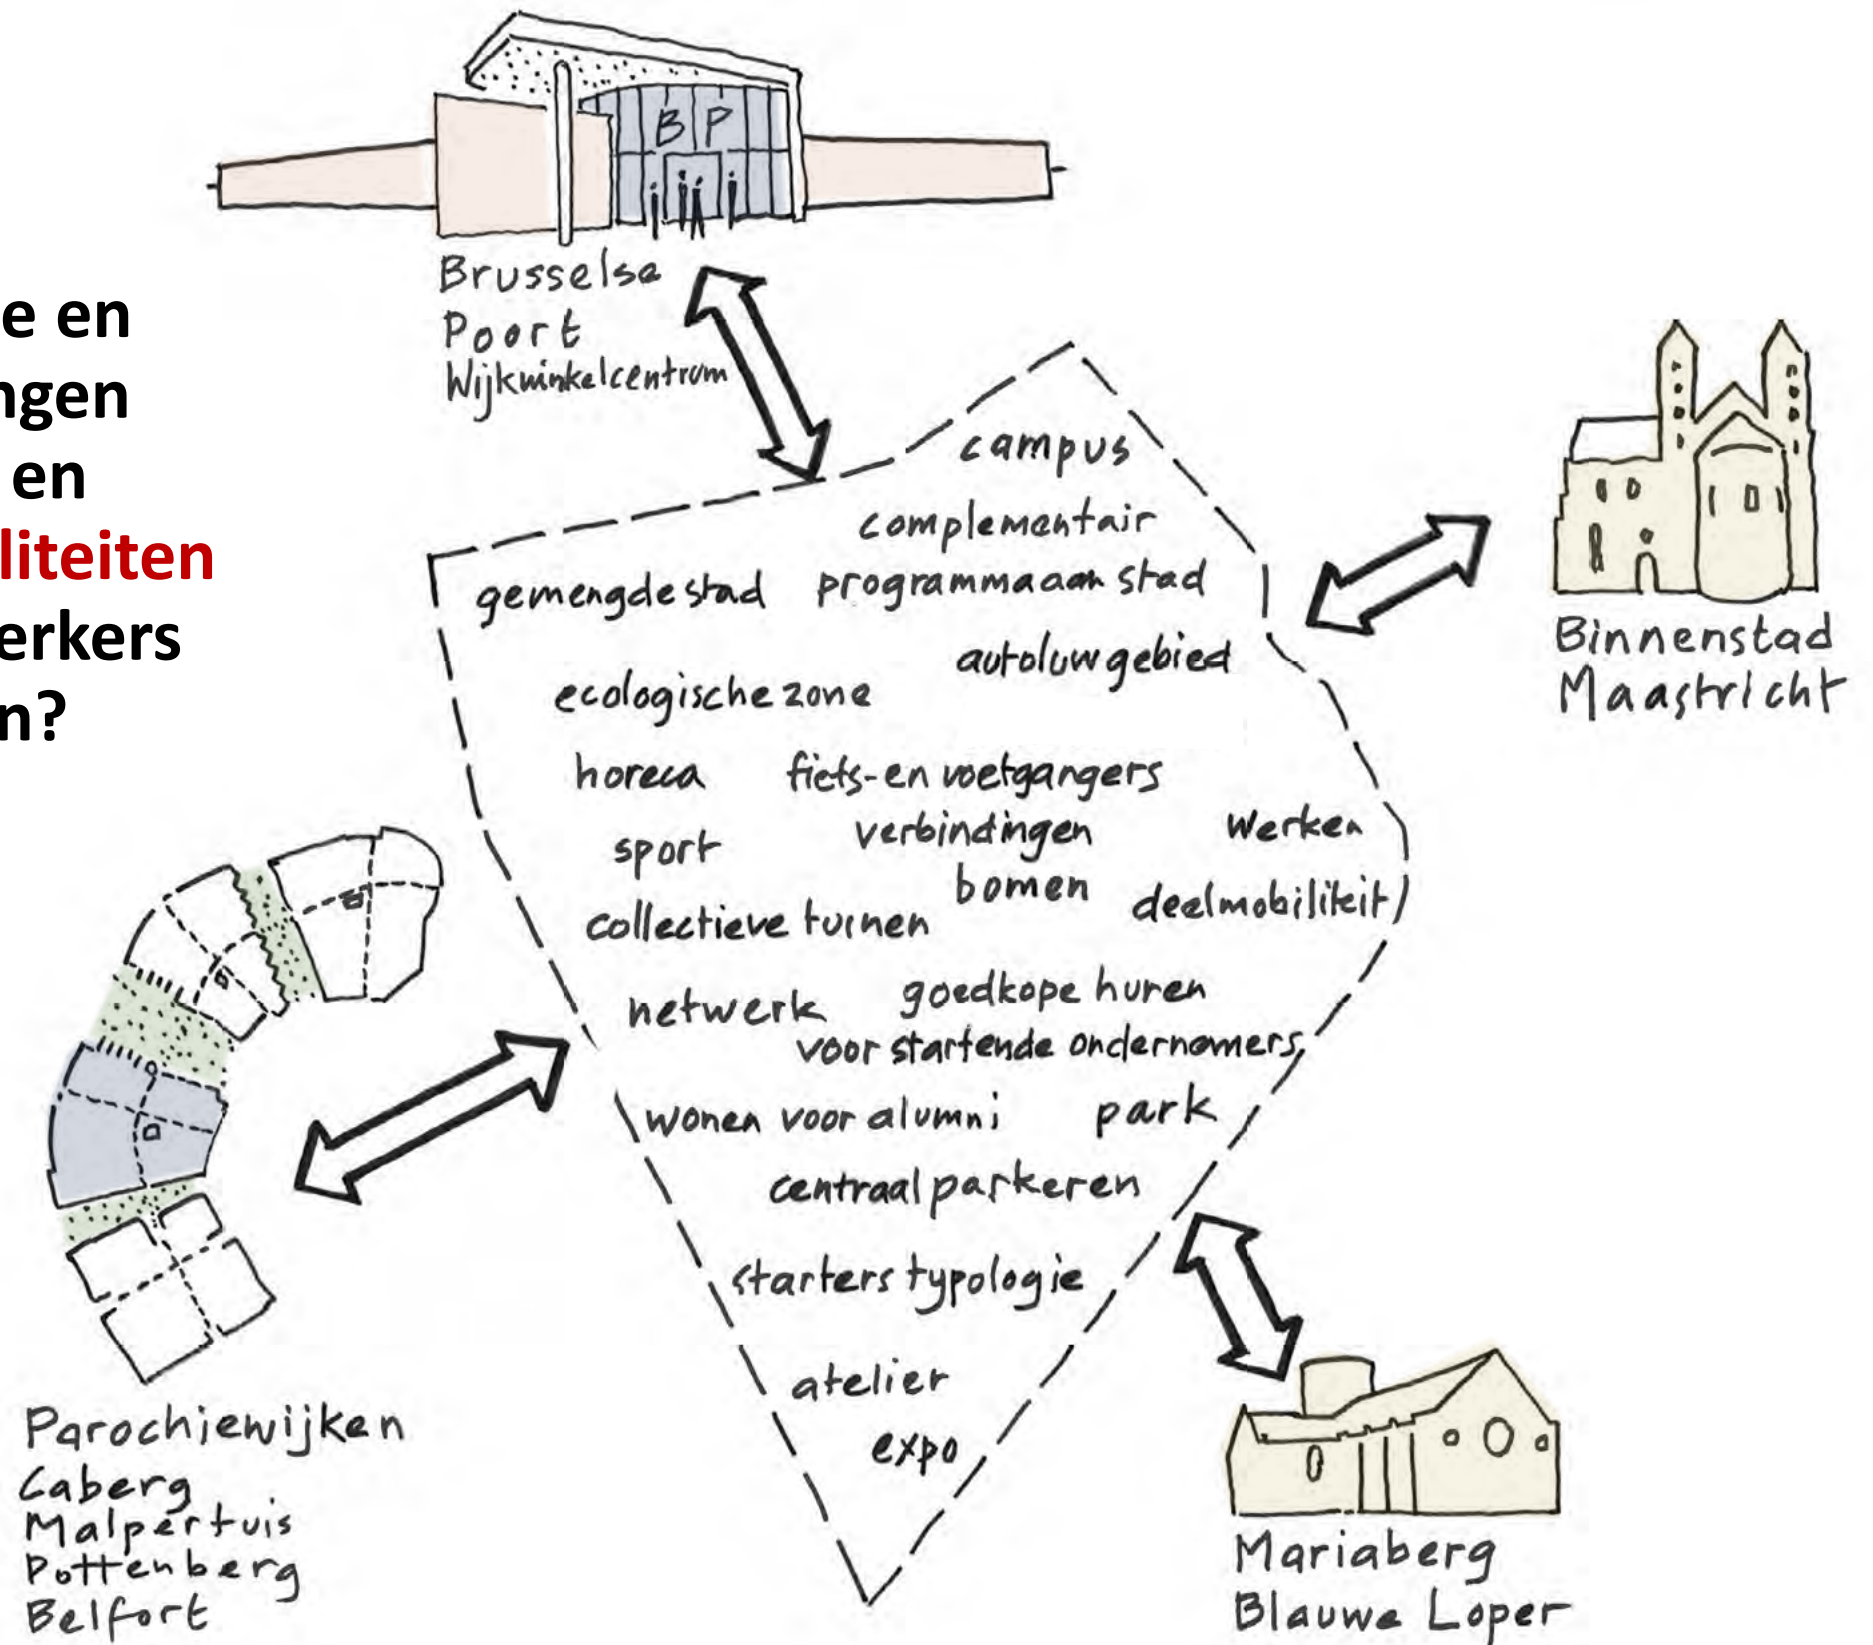 B P
Brusselse
Poort
Wijkwinkelcentrum
e en
ngen
en
liteiten
erkers
n?
campus
complementair
gemengde stad programma aan stad
autoluw gebied
ecologische zone
horeca fiets- en voetgangers
verbindingen werken
sport
bomen
deelmobiliteit
collectieve tuinen
netwerk goedkope huren
voor startende ondernemers
wonen voor alumni park
centraal parkeren
starters typologie
atelier
expo
Binnenstad
Maastricht
Parochiewijken
Caberg
Malpertuis
Pottenberg
Belfort
Mariaberg
Blauwe Loper